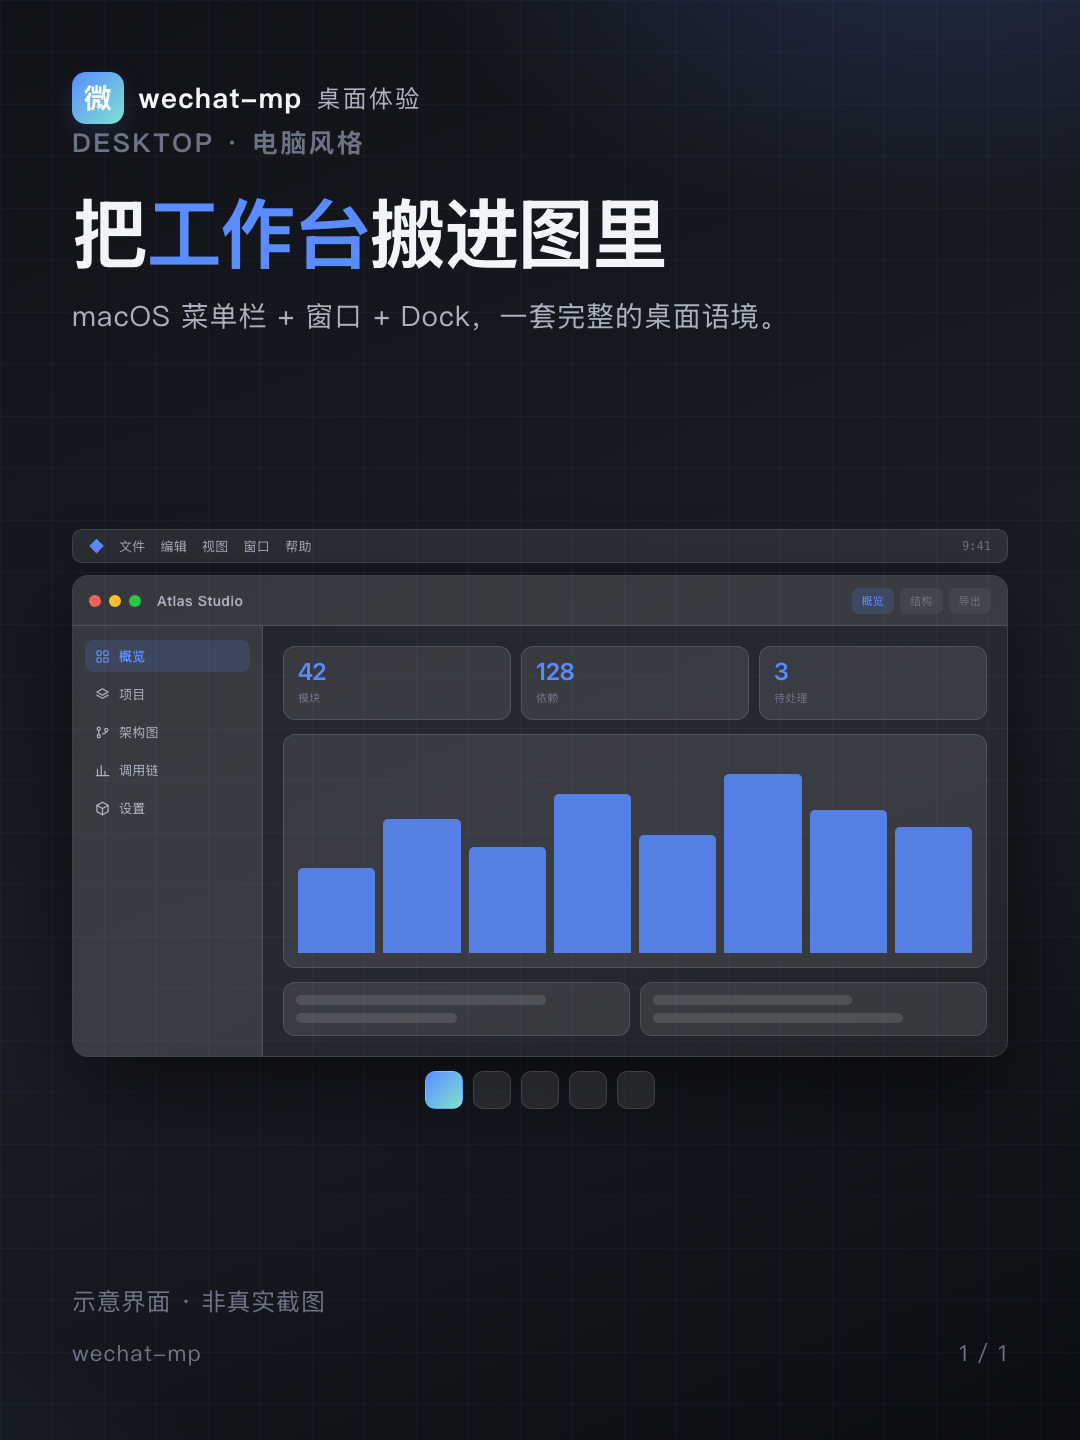 微 wechat-mp 桌面体验
DESKTOP · 电脑风格
把工作台搬进图里
macOS 菜单栏 + 窗口 + Dock，一套完整的桌面语境。
文件 编辑 视图 窗口 帮助 9:41
Atlas Studio 概览 结构 导出
概览
项目
架构图
调用链
设置
42 128 3
模块 依赖 待处理
示意界面 · 非真实截图
wechat-mp 1 / 1